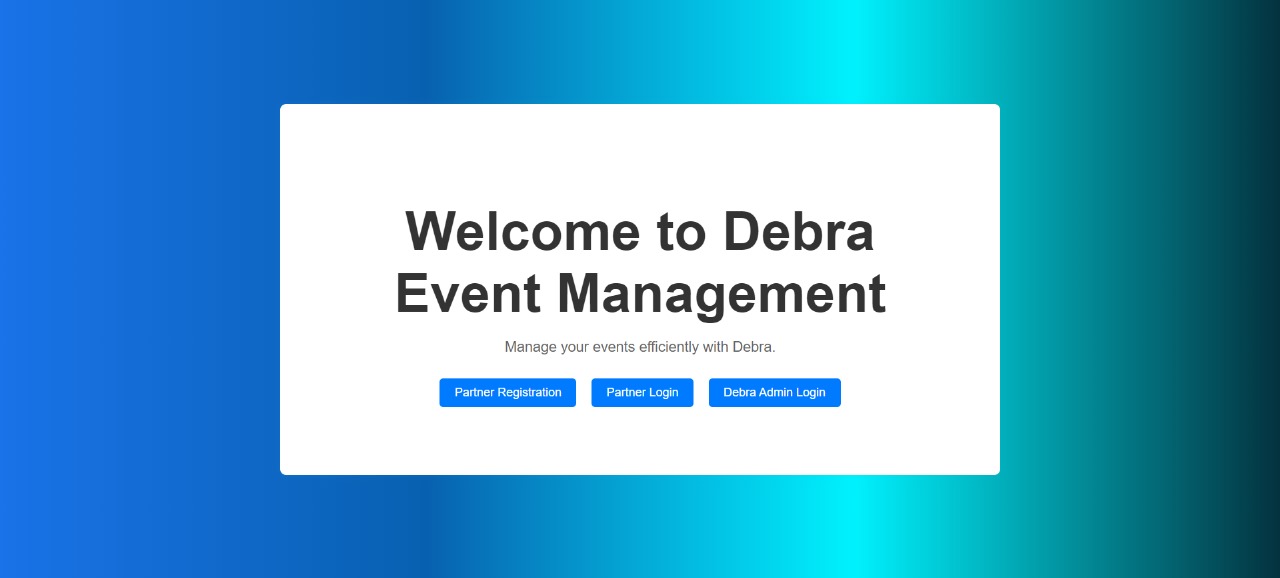 Welcome to Debra
Event Management
Manage your events efficiently with Debra.
Partner Registration
Partner Login
Debra Admin Login